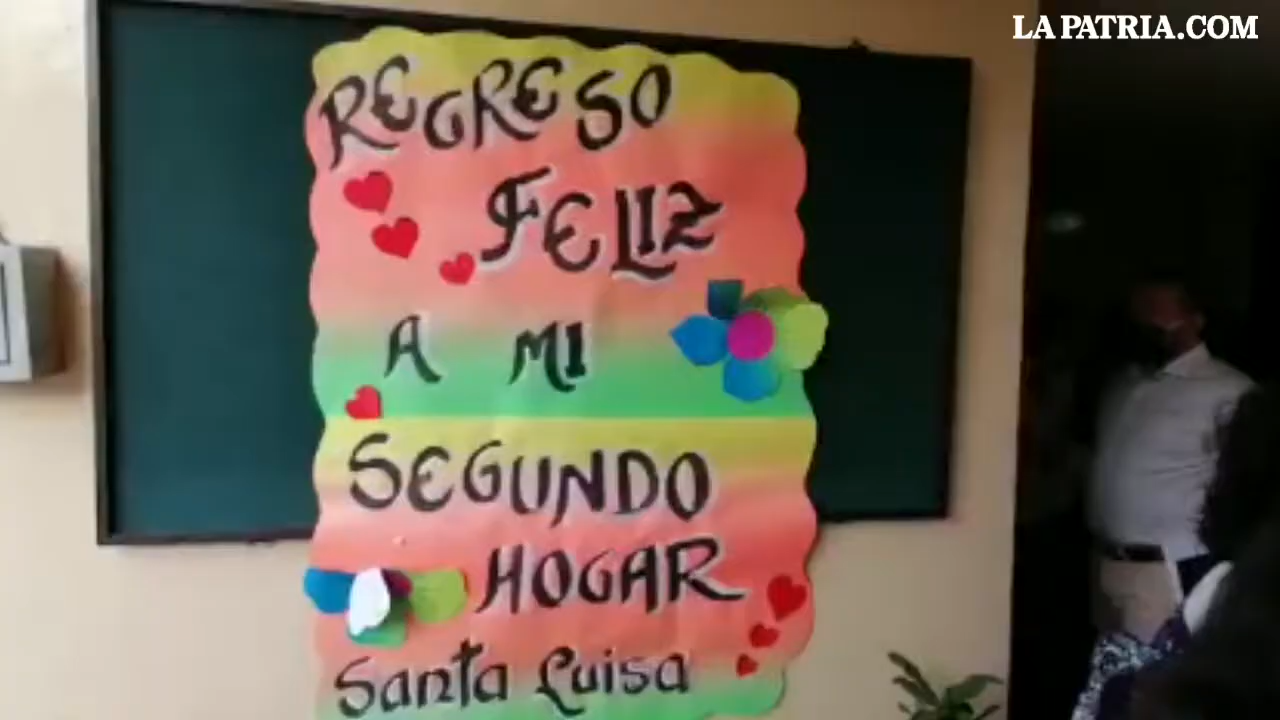 LA PATRIA.COM
REGRESO
FELIZ
A MI
SEGUNDO
HOGAR
Santa Luisa